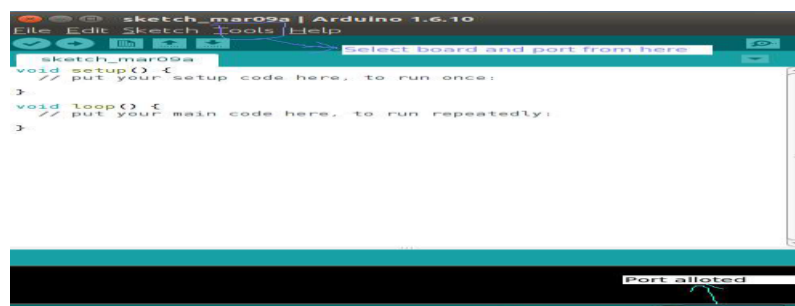 sketch_mar09a | Arduino 1.6.10
File Edit Sketch Tools Help
Select board and port from here
sketch_mar09a
void setup() {
// put your setup code here, to run once:
}
void loop() {
// put your main code here, to run repeatedly:
}
Port alloted